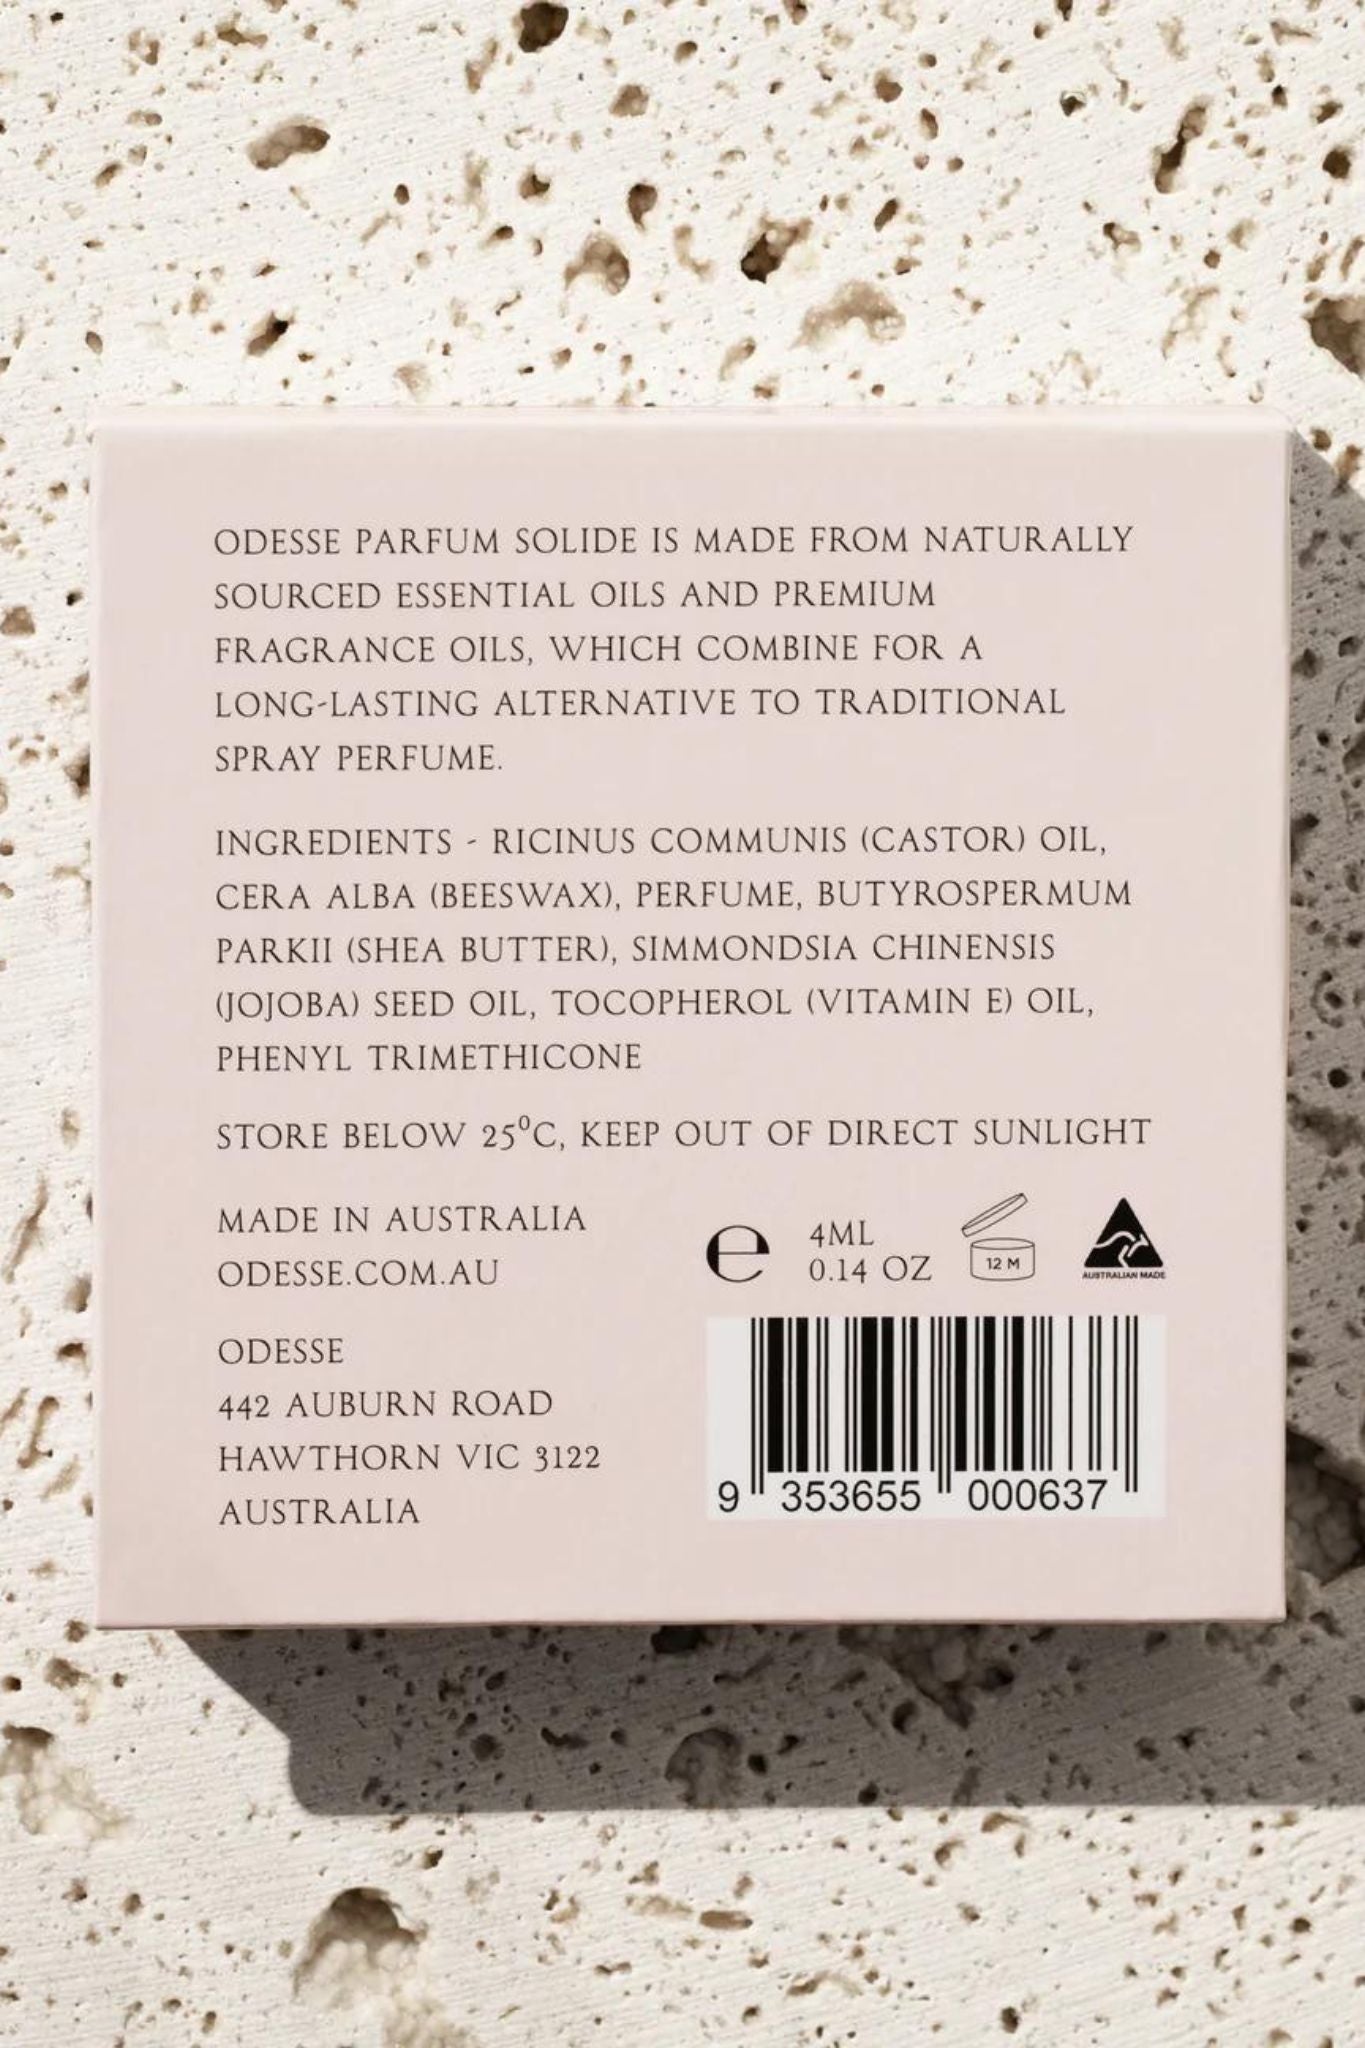 ODESSE PARFUM SOLIDE IS MADE FROM NATURALLY
SOURCED ESSENTIAL OILS AND PREMIUM
FRAGRANCE OILS, WHICH COMBINE FOR A
LONG-LASTING ALTERNATIVE TO TRADITIONAL
SPRAY PERFUME.
INGREDIENTS - RICINUS COMMUNIS (CASTOR) OIL,
CERA ALBA (BEESWAX), PERFUME, BUTYROSPERMUM
PARKII (SHEA BUTTER), SIMMONDSIA CHINENSIS
(JOJOBA) SEED OIL, TOCOPHEROL (VITAMIN E) OIL,
PHENYL TRIMETHICONE
STORE BELOW 25⁰C, KEEP OUT OF DIRECT SUNLIGHT
MADE IN AUSTRALIA
ODESSE.COM.AU
ODESSE
442 AUBURN ROAD
HAWTHORN VIC 3122
AUSTRALIA
e
4ML
0.14 OZ
12 M
AUSTRALIAN MADE
9 353655 000637